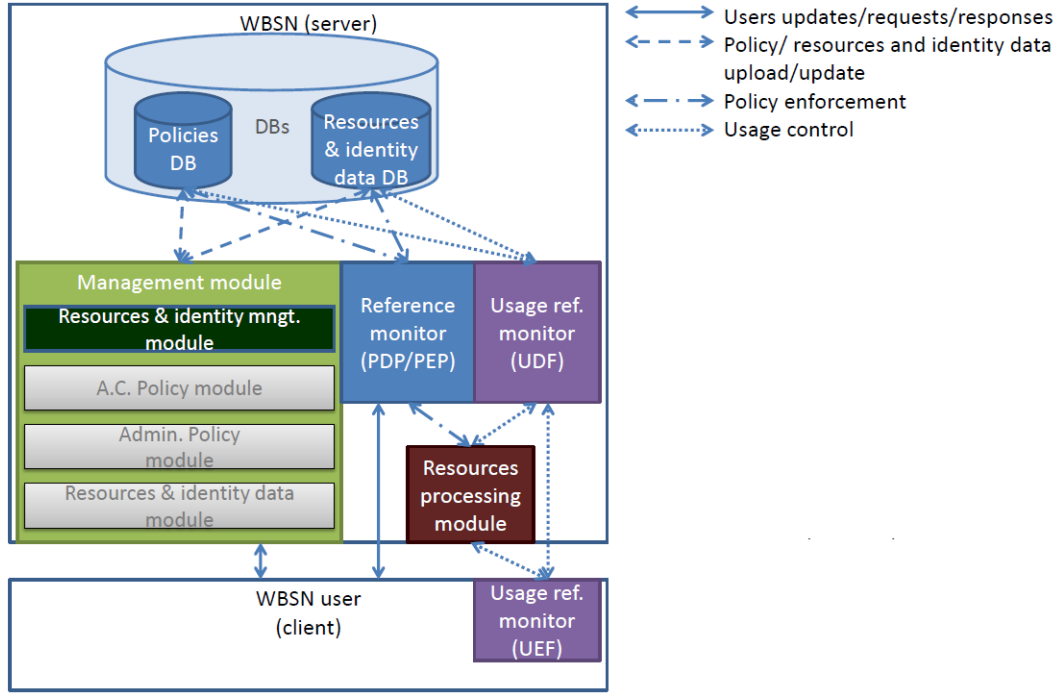 WBSN (server)
Policies
DB
DBs
Resources
& identity
data DB
Users updates/requests/responses
Policy/ resources and identity data
upload/update
Policy enforcement
Usage control
Management module
Resources & identity mngt.
module
A.C. Policy module
Admin. Policy
module
Resources & identity data
module
Reference
monitor
(PDP/PEP)
Usage ref.
monitor
(UDF)
Resources
processing
module
WBSN user
(client)
Usage ref.
monitor
(UEF)